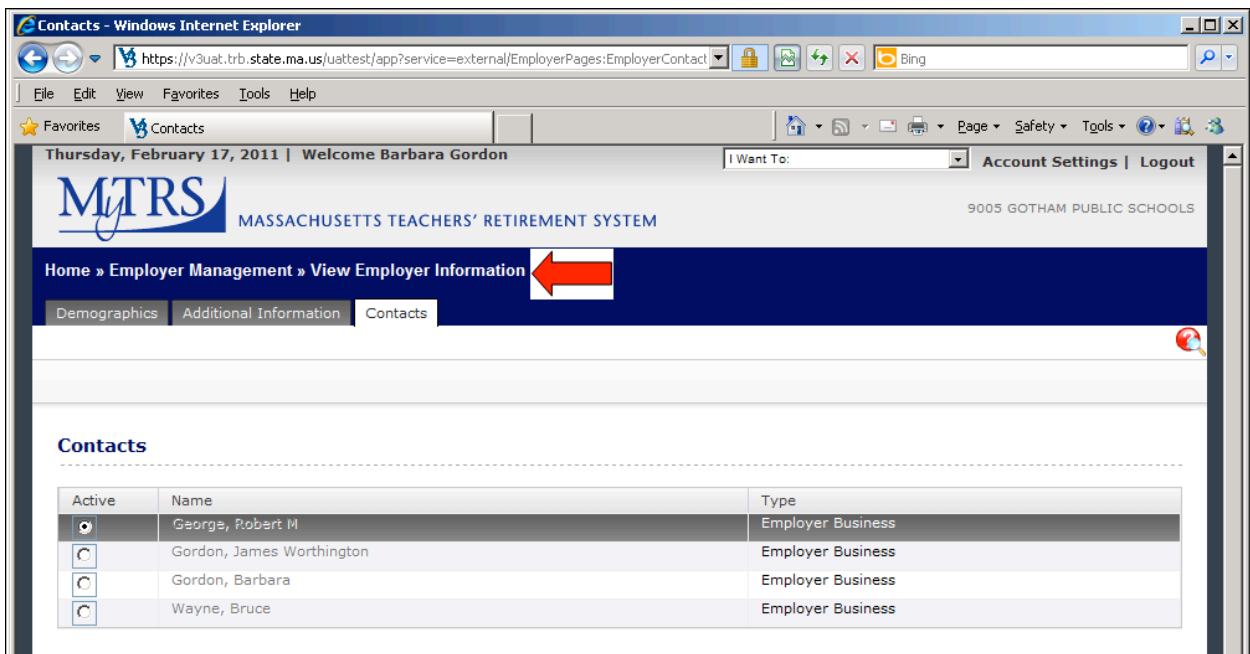 Contacts - Windows Internet Explorer
https://v3uat.trb.state.ma.us/uattest/app?service=external/EmployerPages:EmployerContact
Bing
File Edit View Favorites Tools Help
Favorites Contacts Page Safety Tools
Thursday, February 17, 2011 | Welcome Barbara Gordon I Want To: Account Settings | Logout
MyTRS MASSACHUSETTS TEACHERS' RETIREMENT SYSTEM 9005 GOTHAM PUBLIC SCHOOLS
Home » Employer Management » View Employer Information
Demographics Additional Information Contacts
Contacts
Active Name Type
George, Robert M Employer Business
Gordon, James Worthington Employer Business
Gordon, Barbara Employer Business
Wayne, Bruce Employer Business